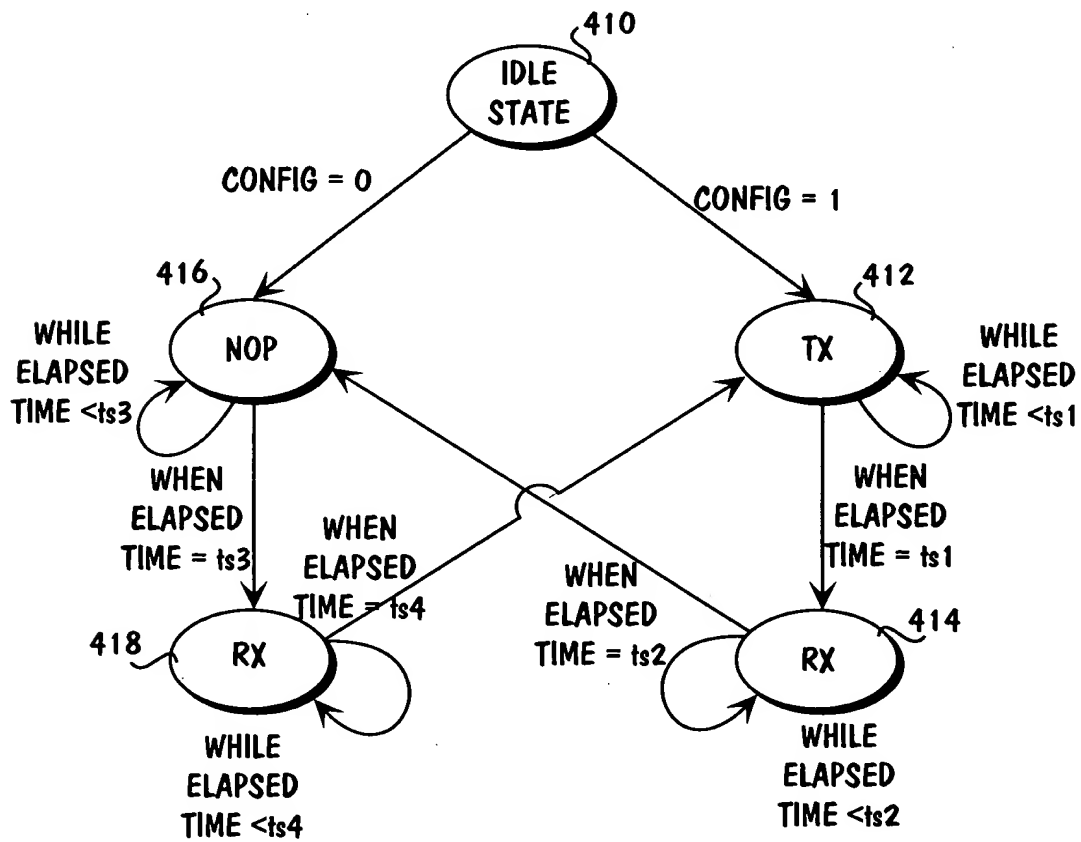 410
IDLE
STATE
CONFIG = 0
CONFIG = 1
416
412
NOP
TX
WHILE
ELAPSED
TIME <ts3
WHILE
ELAPSED
TIME <ts1
WHEN
ELAPSED
TIME = ts3
WHEN
ELAPSED
TIME = ts4
WHEN
ELAPSED
TIME = ts2
WHEN
ELAPSED
TIME = ts1
418
RX
414
RX
WHILE
ELAPSED
TIME <ts4
WHILE
ELAPSED
TIME <ts2